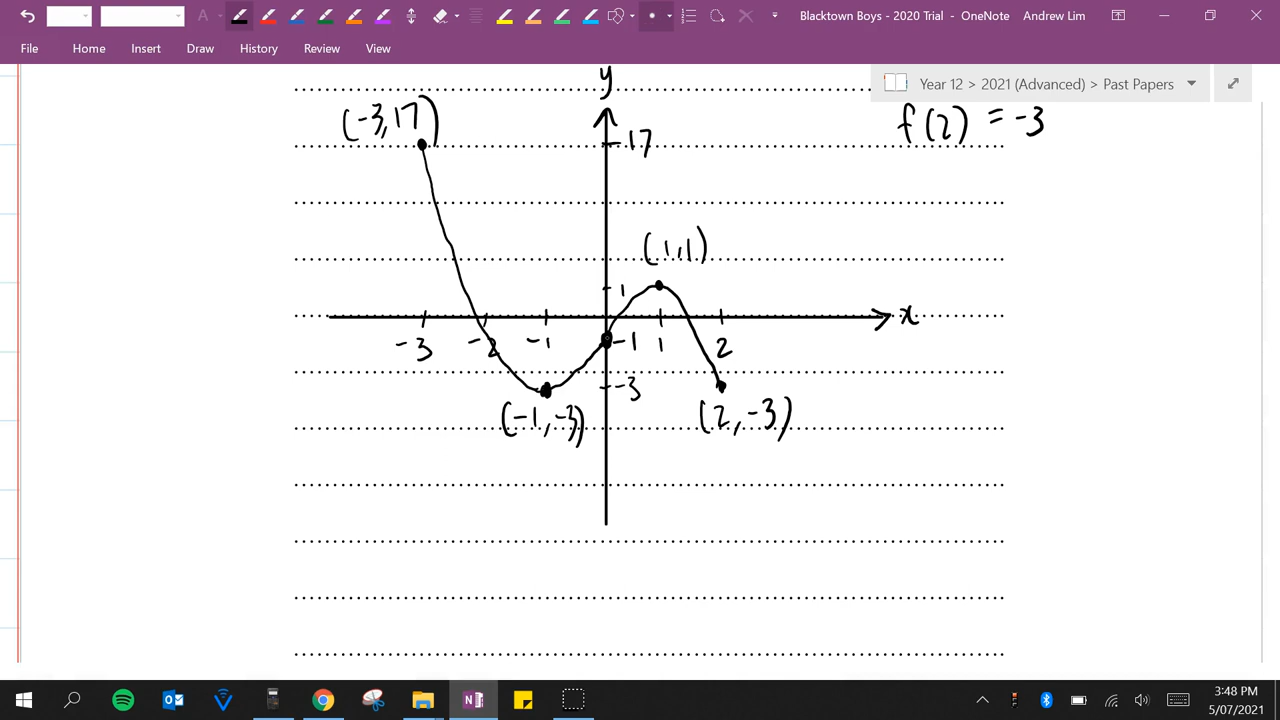 Blacktown Boys - 2020 Trial - OneNote
Andrew Lim
File Home Insert Draw History Review View
Year 12 > 2021 (Advanced) > Past Papers
y
(-3,17)
f(2) = -3
17
(1,1)
1
x
-3 -2 -1 -1 1 2
-3
(-1,-3)
(2,-3)
3:48 PM
5/07/2021